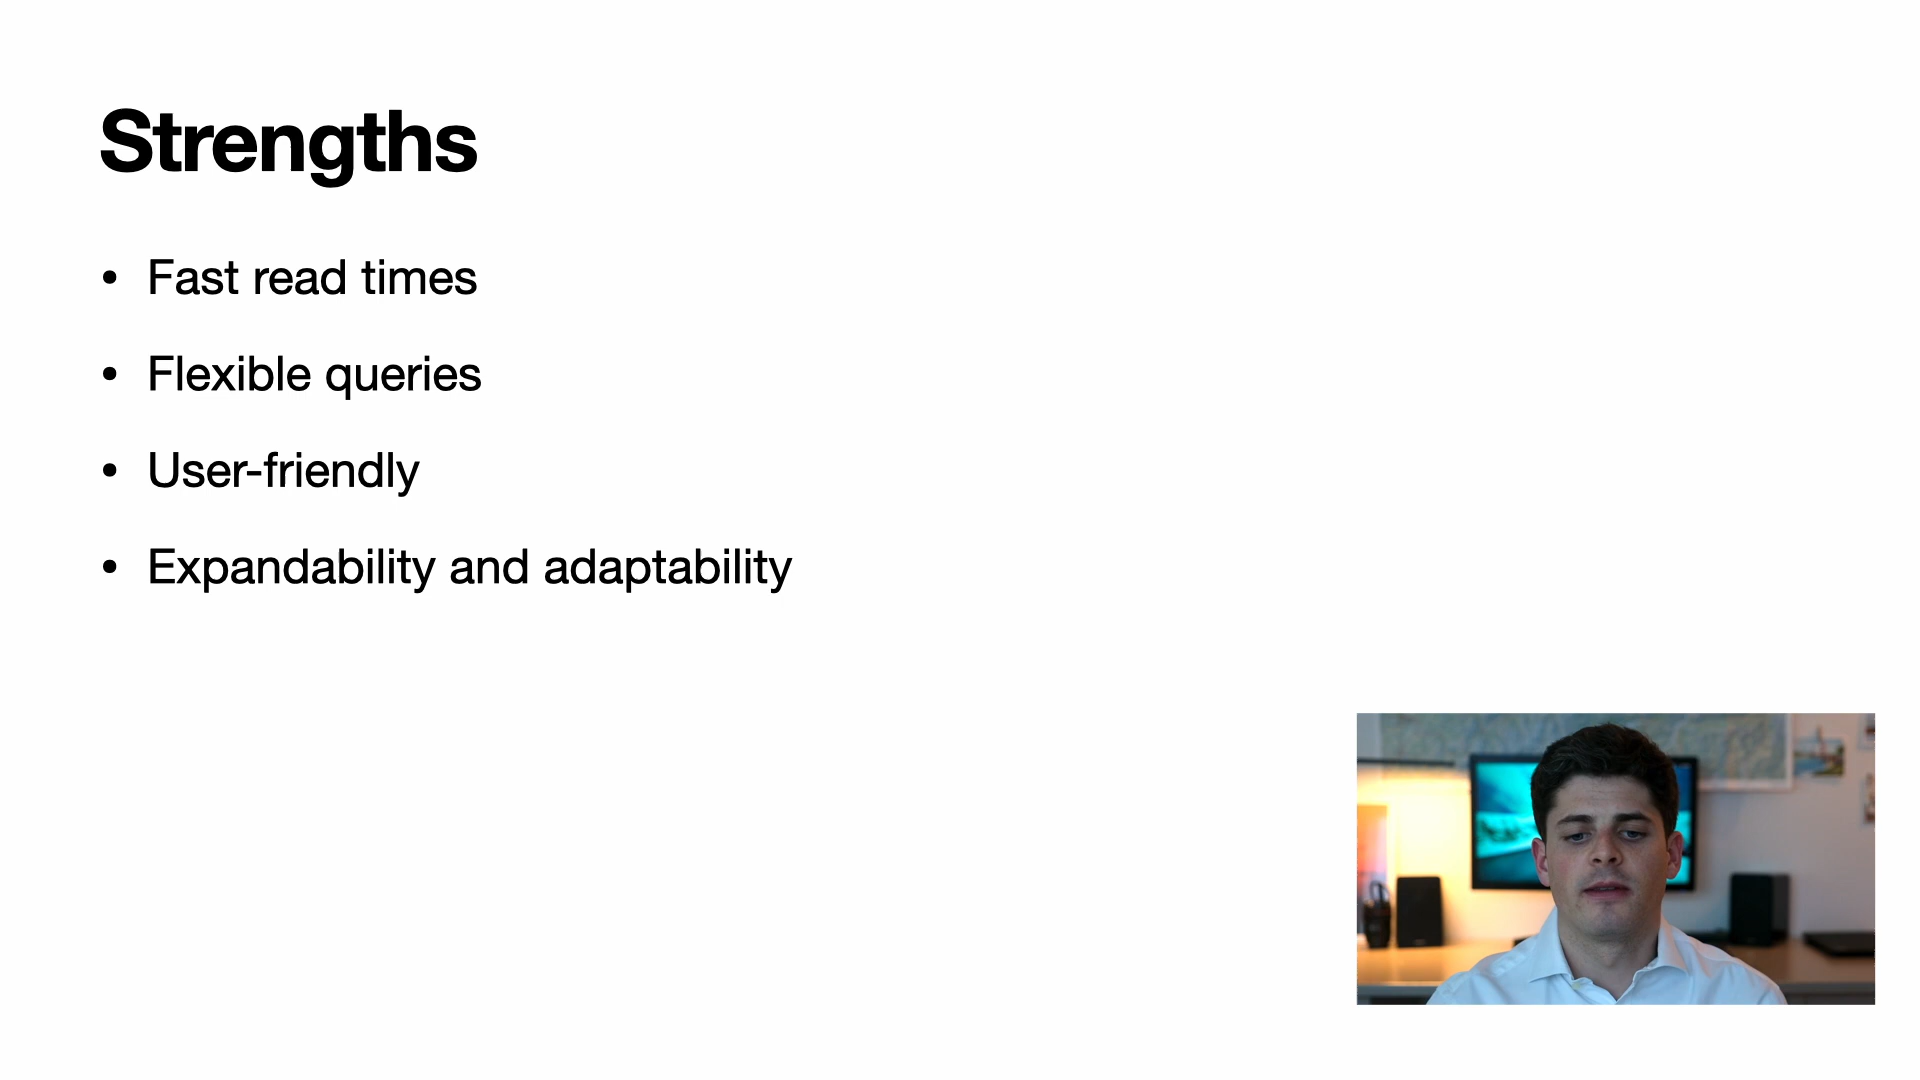 Strengths
• Fast read times
• Flexible queries
• User-friendly
• Expandability and adaptability